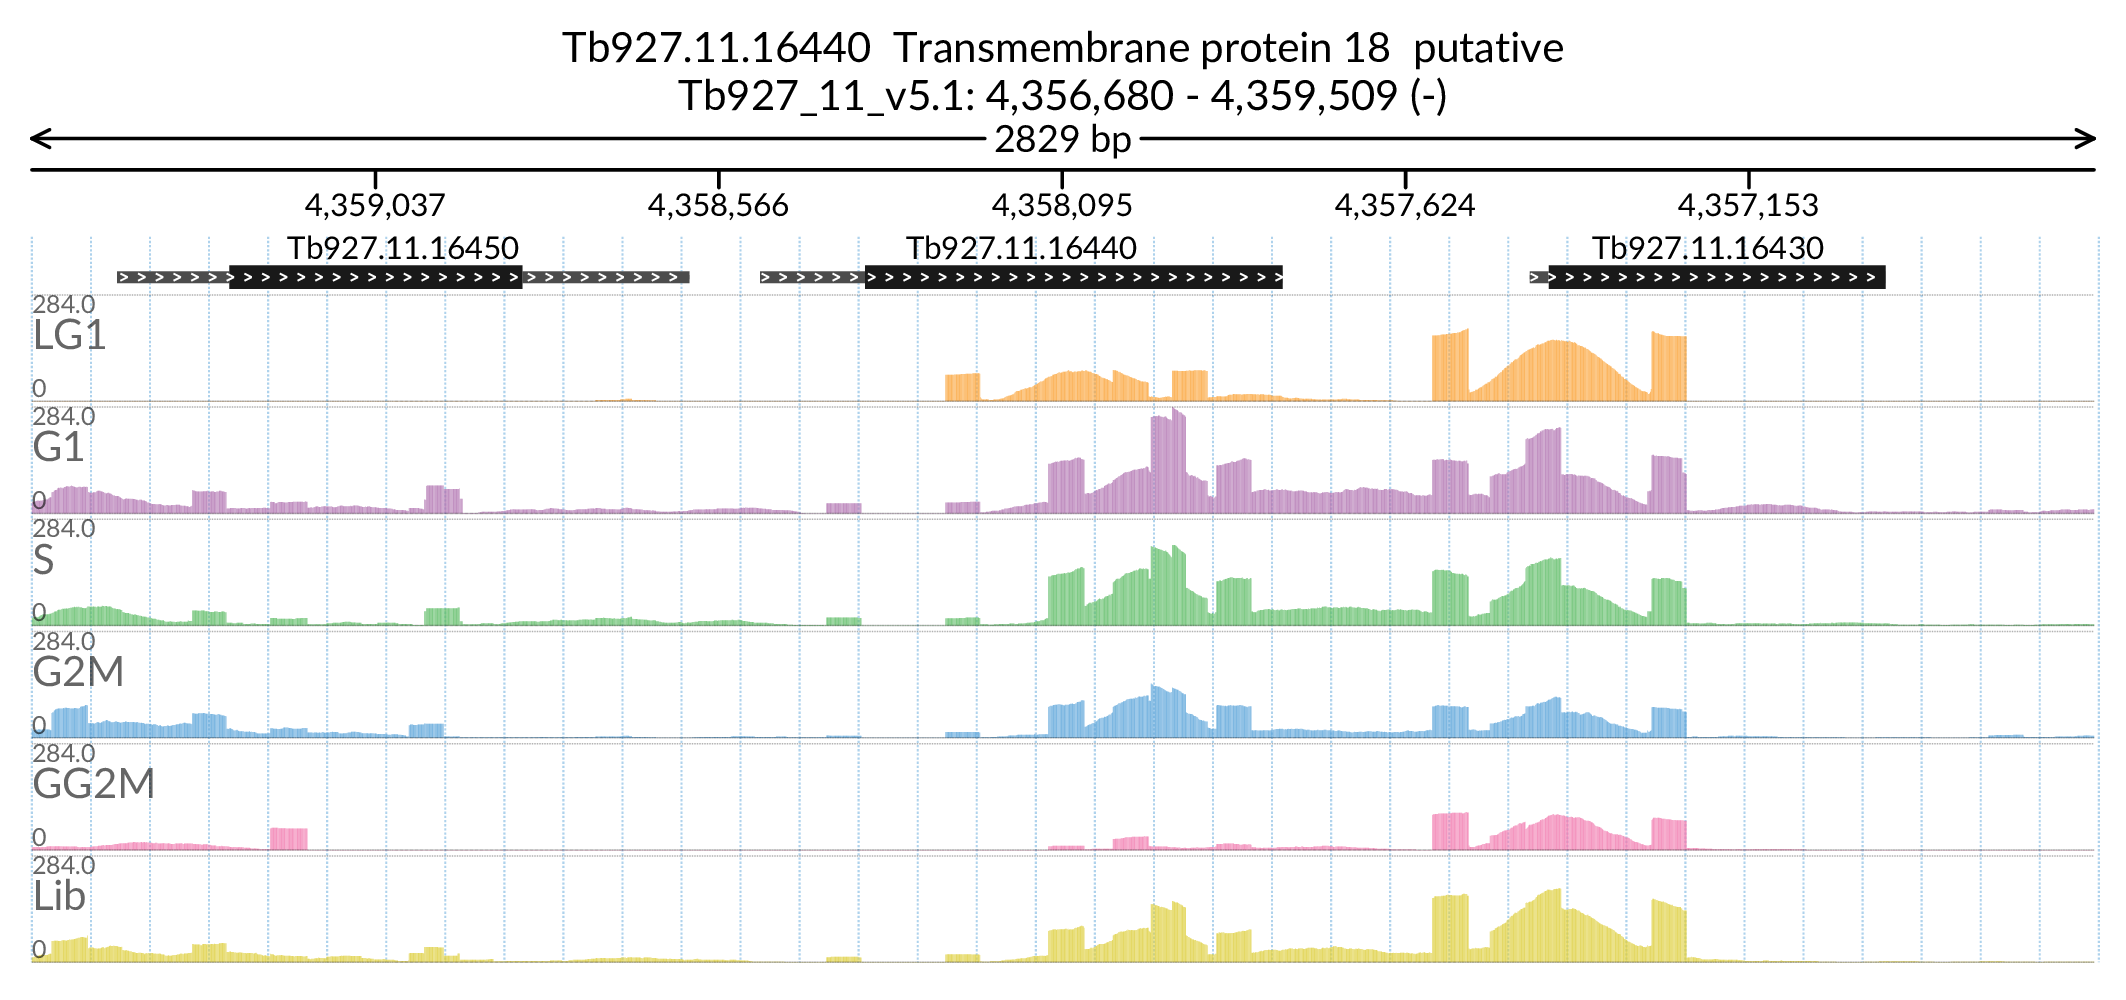 Tb927.11.16440  Transmembrane protein 18  putative
Tb927_11_v5.1: 4,356,680 - 4,359,509 (-)
2829 bp
4,359,037 4,358,566 4,358,095 4,357,624 4,357,153
Tb927.11.16450 Tb927.11.16440 Tb927.11.16430
284.0
LG1
0
284.0
G1
0
284.0
S
0
284.0
G2M
0
284.0
GG2M
0
284.0
Lib
0